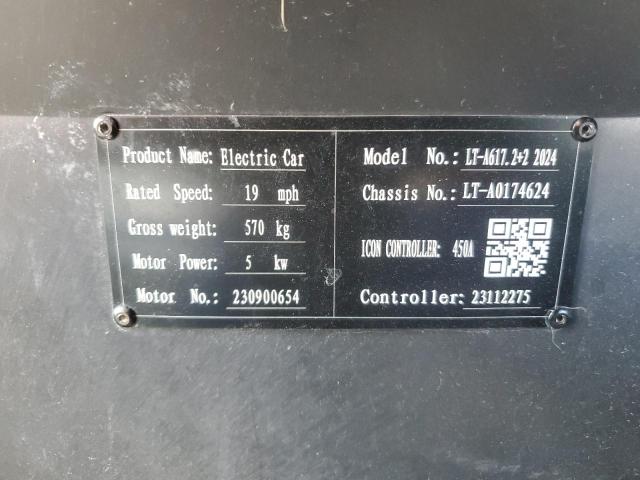 Product Name: Electric Car
Rated Speed: 19 mph
Gross weight: 570 kg
Motor Power: 5 kw
Motor No.: 230900654
Model No.: LT-A617.2+2 2024
Chassis No.: LT-A0174624
ICON CONTROLLER: 450A
Controller: 23112275